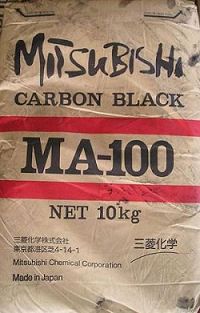 MITSUBISHI
CARBON BLACK
MA-100
NET 10kg
三菱化学株式会社
東京都港区芝4-14-1
三菱化学
Mitsubishi Chemical Corporation
Made in Japan